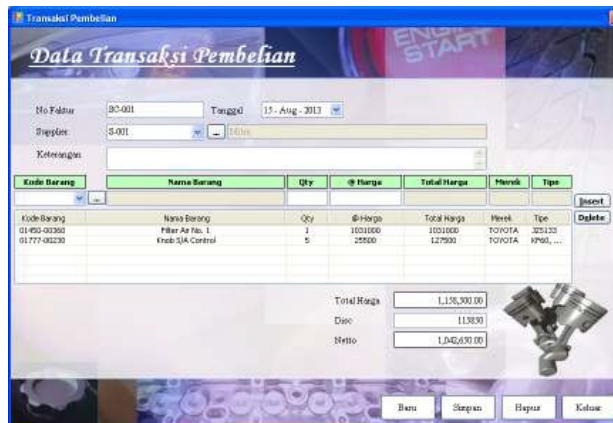 Transaksi Pembelian
ENGINE START
Data Transaksi Pembelian
No Faktur BC-001 Tanggal 15 - Aug - 2013
Supplier S-001 ... Mitra
Keterangan
Kode Barang Nama Barang Qty @ Harga Total Harga Merek Tipe
... Insert
Kode Barang Nama Barang Qty @ Harga Total Harga Merek Tipe Delete
01450-00360 Filter Air No. 1 1 1031000 1031000 TOYOTA JZS133
01777-00230 Knob S/A Control 5 25500 127500 TOYOTA KP60, ...
Total Harga 1,158,500.00
Disc 115850
Netto 1,042,650.00
Baru Simpan Hapus Keluar